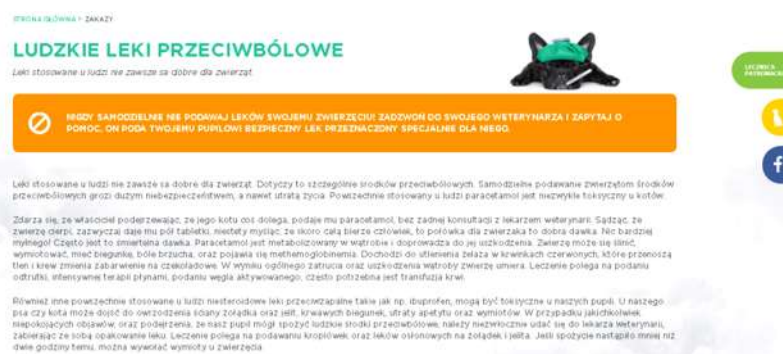 STRONA GŁÓWNA > ZAKAZY
LUDZKIE LEKI PRZECIWBÓLOWE
Leki stosowane u ludzi nie zawsze są dobre dla zwierząt.
LECZNICA
PATRONACKA
NIGDY SAMODZIELNIE NIE PODAWAJ LEKÓW SWOJEMU ZWIERZĘCIU! ZADZWOŃ DO SWOJEGO WETERYNARZA I ZAPYTAJ O
POMOC, ON PODA TWOJEMU PUPILOWI BEZPIECZNY LEK PRZEZNACZONY SPECJALNIE DLA NIEGO.
Leki stosowane u ludzi nie zawsze są dobre dla zwierząt. Dotyczy to szczególnie środków przeciwbólowych. Samodzielne podawanie zwierzętom środków
przeciwbólowych grozi dużym niebezpieczeństwem, a nawet utratą życia. Powszechnie stosowany u ludzi paracetamol jest niezwykle toksyczny u kotów.
Zdarza się, że właściciel podejrzewając, że jego kotu coś dolega, podaje mu paracetamol, bez żadnej konsultacji z lekarzem weterynarii. Sądząc, że
zwierzę cierpi, zazwyczaj daje mu pół tabletki, niestety myśląc, że skoro całą bierze człowiek, to połówka dla zwierzaka to dobra dawka. Nic bardziej
mylnego! Często jest to śmiertelna dawka. Paracetamol jest metabolizowany w wątrobie i doprowadza do jej uszkodzenia. Zwierzę może się ślinić,
wymiotować, mieć biegunkę, bóle brzucha, oraz pojawia się methemoglobinemia. Dochodzi do utlenienia żelaza w krwinkach czerwonych, które przenoszą
tlen i krew zmienia zabarwienie na czekoladowe. W wyniku ogólnego zatrucia oraz uszkodzenia wątroby zwierzę umiera. Leczenie polega na podaniu
odtrutki, intensywnej terapii płynami, podaniu węgla aktywowanego, często potrzebna jest transfuzja krwi.
Również inne powszechnie stosowane u ludzi niesteroidowe leki przeciwzapalne takie jak np. ibuprofen, mogą być toksyczne u naszych pupili. U naszego
psa czy kota może dojść do owrzodzenia ściany żołądka oraz jelit, krwawych biegunek, utraty apetytu oraz wymiotów. W przypadku jakichkolwiek
niepokojących objawów, oraz podejrzenia, że nasz pupil mógł spożyć ludzkie środki przeciwbólowe, należy niezwłocznie udać się do lekarza weterynarii,
zabierając ze sobą opakowanie leku. Leczenie polega na podawaniu kroplówek oraz leków osłonowych na żołądek i jelita. Jeśli spożycie nastąpiło mniej niż
dwie godziny temu, można wywołać wymioty u zwierzęcia.